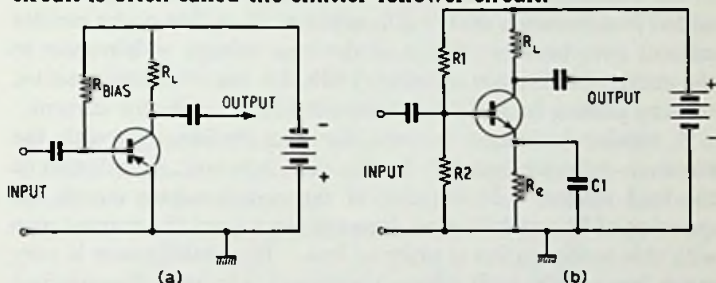 circuit is often called the emitter follower circuit.
RBIAS
RL
OUTPUT
-
+
INPUT
(a)
R1
RL
OUTPUT
+
-
INPUT
R2
Re
C1
(b)